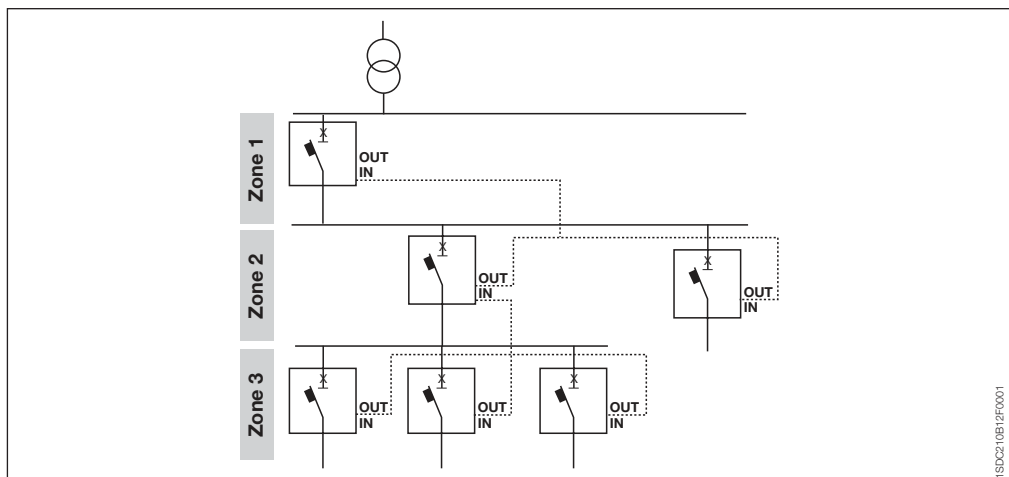 Zone 1
OUT
IN
Zone 2
OUT
IN
OUT
IN
Zone 3
OUT
IN
OUT
IN
OUT
IN
1SDC210B12F0001